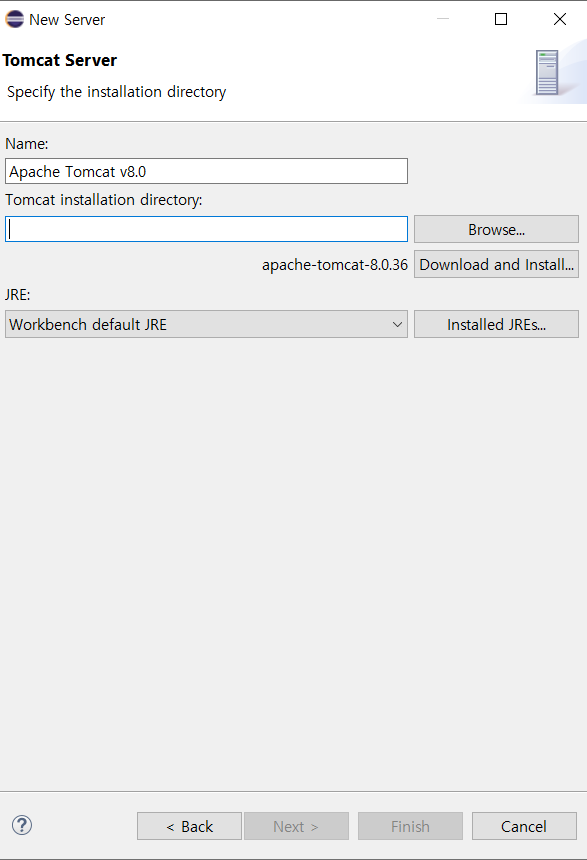 New Server
Tomcat Server
Specify the installation directory
Name:
Apache Tomcat v8.0
Tomcat installation directory:
Browse...
apache-tomcat-8.0.36 Download and Install...
JRE:
Workbench default JRE Installed JREs...
? < Back Next > Finish Cancel